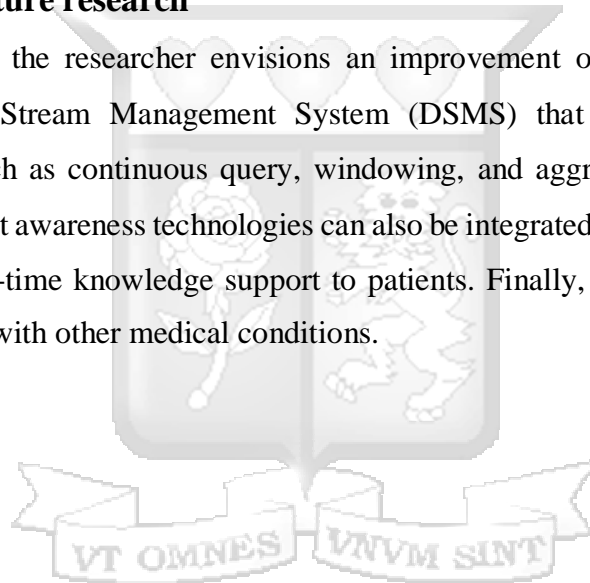 ture research
the researcher envisions an improvement o
Stream Management System (DSMS) that
ch as continuous query, windowing, and aggr
t awareness technologies can also be integrated
-time knowledge support to patients. Finally,
with other medical conditions.
VT OMNES VNVM SINT